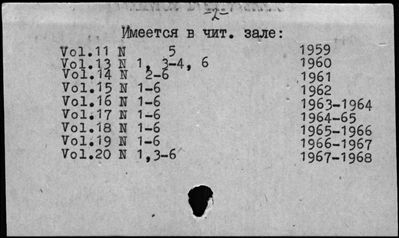 -2-
Имеется в чит. зале:
Vol.11 N 5 1959
Vol.13 N 1, 3-4, 6 1960
Vol.14 N 2-6 1961
Vol.15 N 1-6 1962
Vol.16 N 1-6 1963-1964
Vol.17 N 1-6 1964-65
Vol.18 N 1-6 1965-1966
Vol.19 N 1-6 1966-1967
Vol.20 N 1,3-6 1967-1968